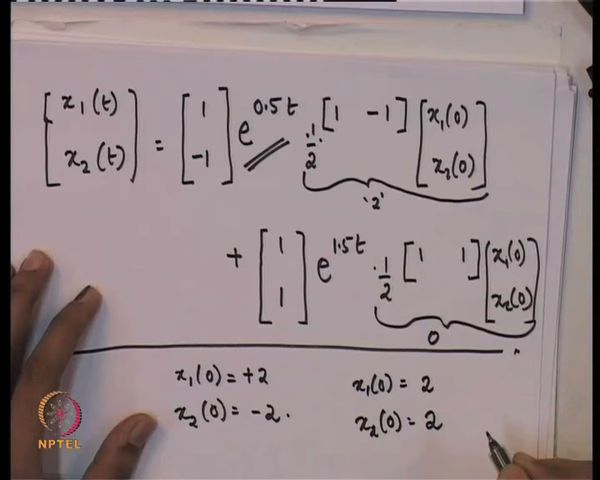 [x₁(t) x₂(t)] = [1 -1] e^0.5t · 1/2 [1 -1] [x₁(0) x₂(0)]
'2'
+ [1 1] e^1.5t · 1/2 [1 1] [x₁(0) x₂(0)]
0
x₁(0) = +2 x₁(0) = 2
x₂(0) = -2. x₂(0) = 2
NPTEL